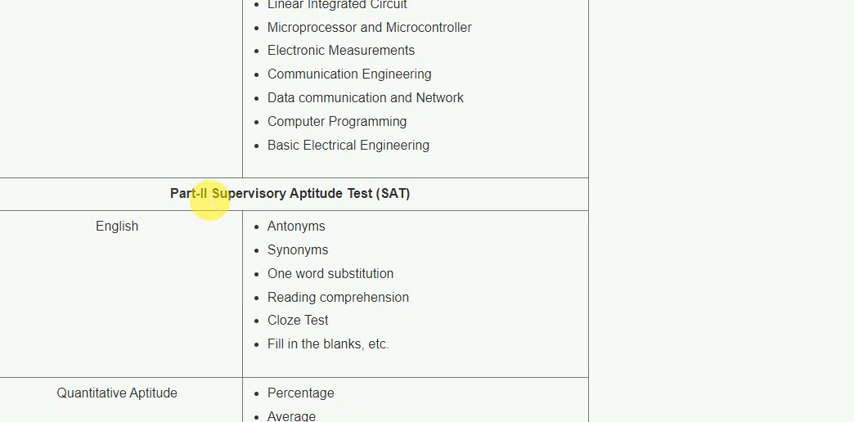 Linear Integrated Circuit
Microprocessor and Microcontroller
Electronic Measurements
Communication Engineering
Data communication and Network
Computer Programming
Basic Electrical Engineering
Part-II Supervisory Aptitude Test (SAT)
English
Antonyms
Synonyms
One word substitution
Reading comprehension
Cloze Test
Fill in the blanks, etc.
Quantitative Aptitude
Percentage
Average